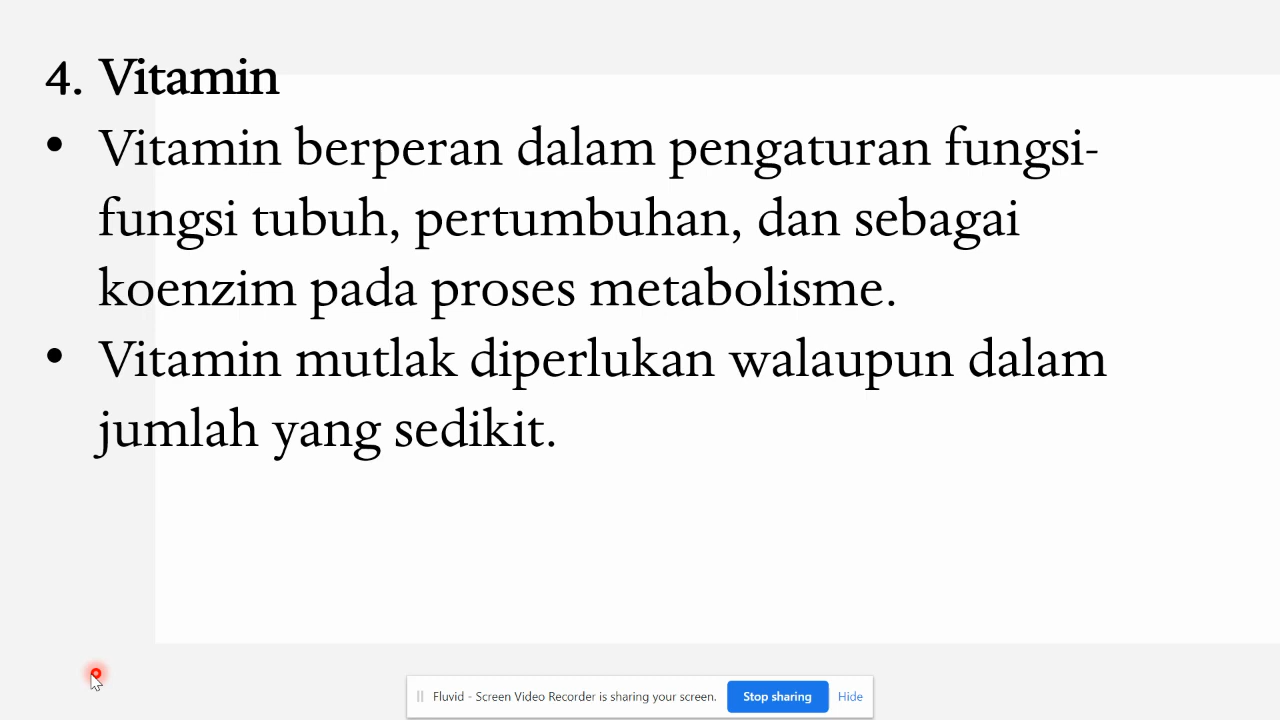 4. Vitamin
• Vitamin berperan dalam pengaturan fungsi-
fungsi tubuh, pertumbuhan, dan sebagai
koenzim pada proses metabolisme.
• Vitamin mutlak diperlukan walaupun dalam
jumlah yang sedikit.
Fluvid - Screen Video Recorder is sharing your screen. Stop sharing Hide